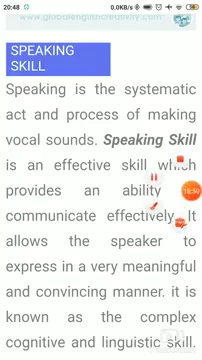 20:48 0.0KB/s
www.globalenglishcreativity.com
SPEAKING
SKILL
Speaking is the systematic
act and process of making
vocal sounds. Speaking Skill
is an effective skill which
provides an ability
communicate effectively. It
allows the speaker to
express in a very meaningful
and convincing manner. it is
known as the complex
cognitive and linguistic skill.